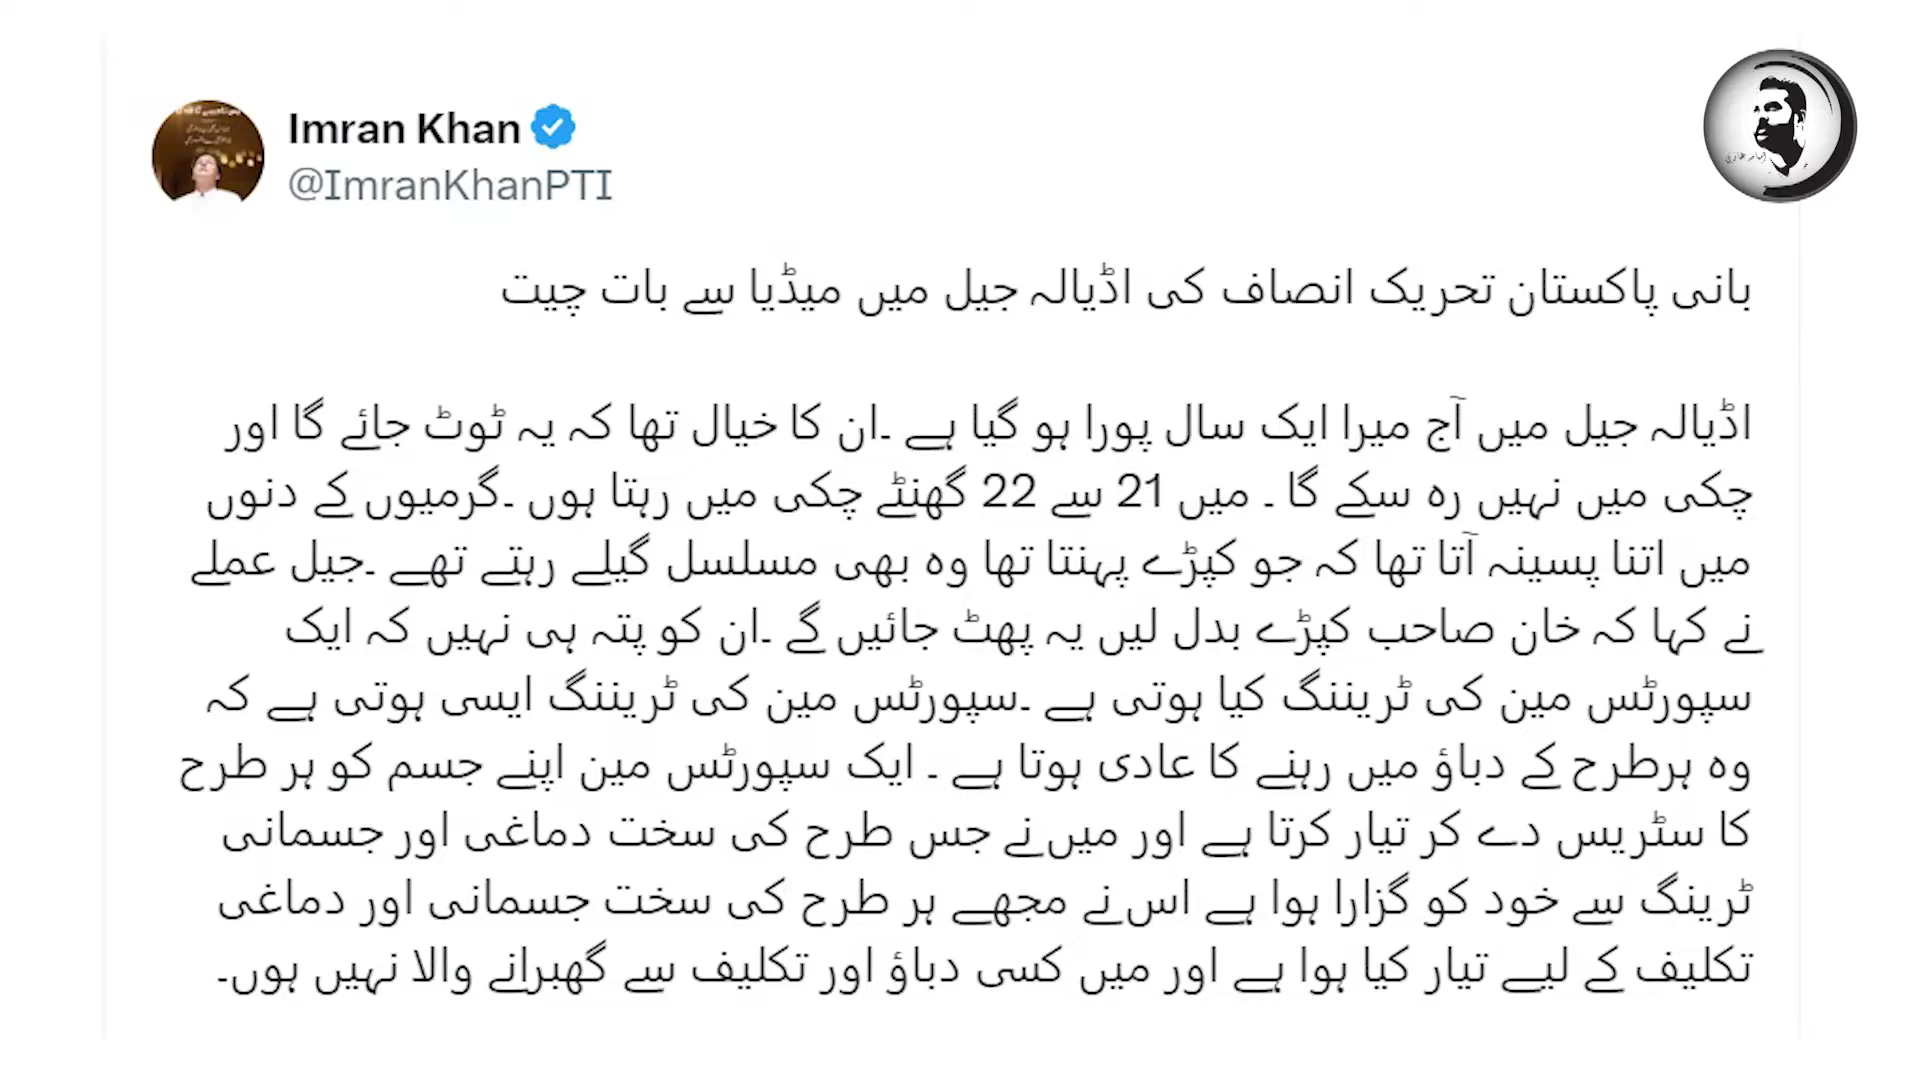 Imran Khan
@ImranKhanPTI
بانی پاکستان تحریک انصاف کی اڈیالہ جیل میں میڈیا سے بات چیت
اڈیالہ جیل میں آج میرا ایک سال پورا ہو گیا ہے ۔ان کا خیال تھا کہ یہ ٹوٹ جائے گا اور
چکی میں نہیں رہ سکے گا ۔ میں 21 سے 22 گھنٹے چکی میں رہتا ہوں ۔گرمیوں کے دنوں
میں اتنا پسینہ آتا تھا کہ جو کپڑے پہنتا تھا وہ بھی مسلسل گیلے رہتے تھے ۔جیل عملے
نے کہا کہ خان صاحب کپڑے بدل لیں یہ پھٹ جائیں گے ۔ان کو پتہ ہی نہیں کہ ایک
سپورٹس مین کی ٹریننگ کیا ہوتی ہے ۔سپورٹس مین کی ٹریننگ ایسی ہوتی ہے کہ
وہ ہرطرح کے دباؤ میں رہنے کا عادی ہوتا ہے ۔ ایک سپورٹس مین اپنے جسم کو ہر طرح
کا سٹریس دے کر تیار کرتا ہے اور میں نے جس طرح کی سخت دماغی اور جسمانی
ٹرینگ سے خود کو گزارا ہوا ہے اس نے مجھے ہر طرح کی سخت جسمانی اور دماغی
تکلیف کے لیے تیار کیا ہوا ہے اور میں کسی دباؤ اور تکلیف سے گھبرانے والا نہیں ہوں۔